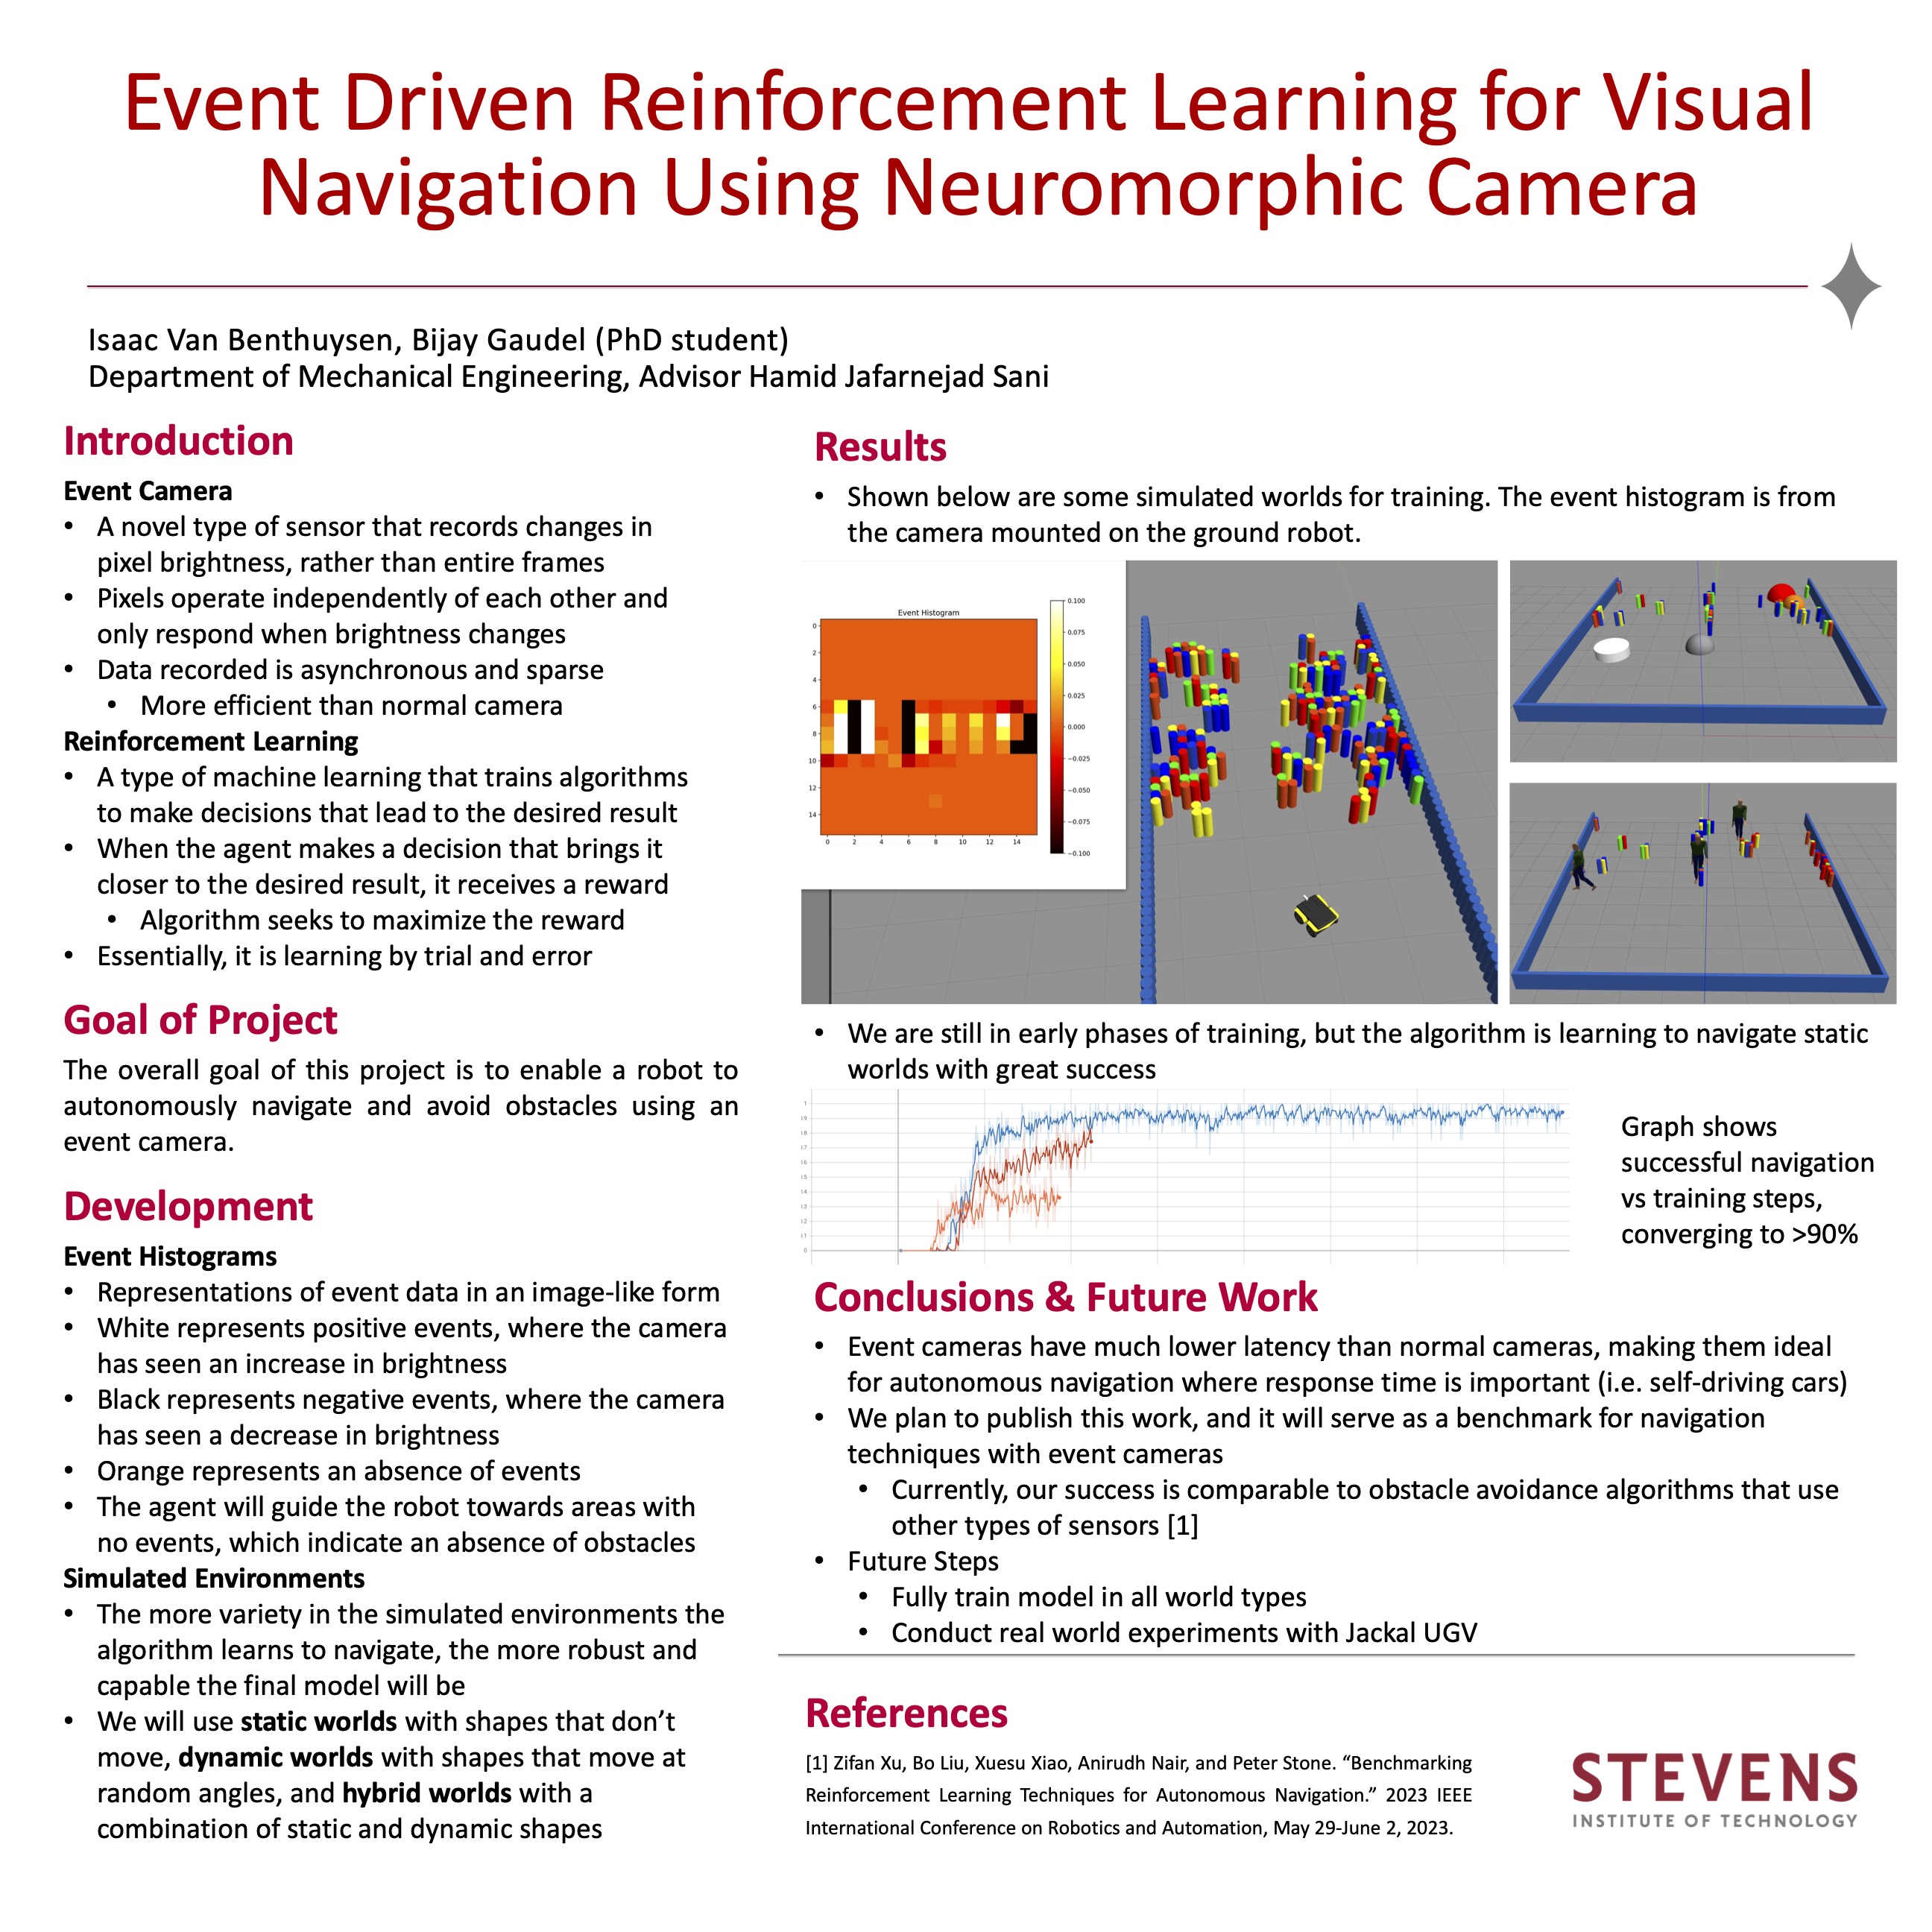 Event Driven Reinforcement Learning for Visual
Navigation Using Neuromorphic Camera
Isaac Van Benthuysen, Bijay Gaudel (PhD student)
Department of Mechanical Engineering, Advisor Hamid Jafarnejad Sani
Introduction
Event Camera
• A novel type of sensor that records changes in
pixel brightness, rather than entire frames
• Pixels operate independently of each other and
only respond when brightness changes
• Data recorded is asynchronous and sparse
• More efficient than normal camera
Reinforcement Learning
• A type of machine learning that trains algorithms
to make decisions that lead to the desired result
• When the agent makes a decision that brings it
closer to the desired result, it receives a reward
• Algorithm seeks to maximize the reward
• Essentially, it is learning by trial and error
Goal of Project
The overall goal of this project is to enable a robot to
autonomously navigate and avoid obstacles using an
event camera.
Development
Event Histograms
• Representations of event data in an image-like form
• White represents positive events, where the camera
has seen an increase in brightness
• Black represents negative events, where the camera
has seen a decrease in brightness
• Orange represents an absence of events
• The agent will guide the robot towards areas with
no events, which indicate an absence of obstacles
Simulated Environments
• The more variety in the simulated environments the
algorithm learns to navigate, the more robust and
capable the final model will be
• We will use static worlds with shapes that don’t
move, dynamic worlds with shapes that move at
random angles, and hybrid worlds with a
combination of static and dynamic shapes
Results
• Shown below are some simulated worlds for training. The event histogram is from
the camera mounted on the ground robot.
Event Histogram
0
2
4
6
8
10
12
14
0 2 4 6 8 10 12 14
0.100
0.075
0.050
0.025
0.000
−0.025
−0.050
−0.075
−0.100
• We are still in early phases of training, but the algorithm is learning to navigate static
worlds with great success
1
0
Graph shows
successful navigation
vs training steps,
converging to >90%
Conclusions & Future Work
• Event cameras have much lower latency than normal cameras, making them ideal
for autonomous navigation where response time is important (i.e. self-driving cars)
• We plan to publish this work, and it will serve as a benchmark for navigation
techniques with event cameras
• Currently, our success is comparable to obstacle avoidance algorithms that use
other types of sensors [1]
• Future Steps
• Fully train model in all world types
• Conduct real world experiments with Jackal UGV
References
[1] Zifan Xu, Bo Liu, Xuesu Xiao, Anirudh Nair, and Peter Stone. “Benchmarking
Reinforcement Learning Techniques for Autonomous Navigation.” 2023 IEEE
International Conference on Robotics and Automation, May 29-June 2, 2023.
STEVENS
INSTITUTE OF TECHNOLOGY